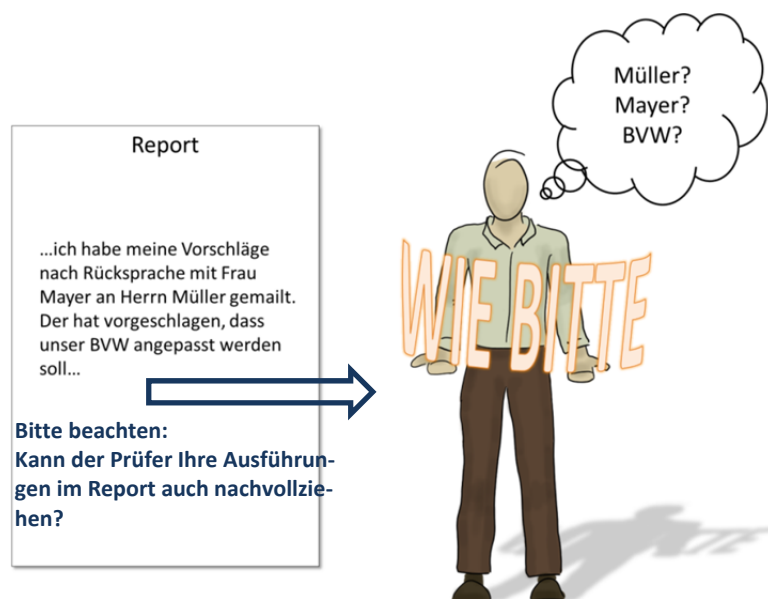 Report
...ich habe meine Vorschläge
nach Rücksprache mit Frau
Mayer an Herrn Müller gemailt.
Der hat vorgeschlagen, dass
unser BVW angepasst werden
soll...
Bitte beachten:
Kann der Prüfer Ihre Ausführun-
gen im Report auch nachvollzie-
hen?
Müller?
Mayer?
BVW?
WIE BITTE